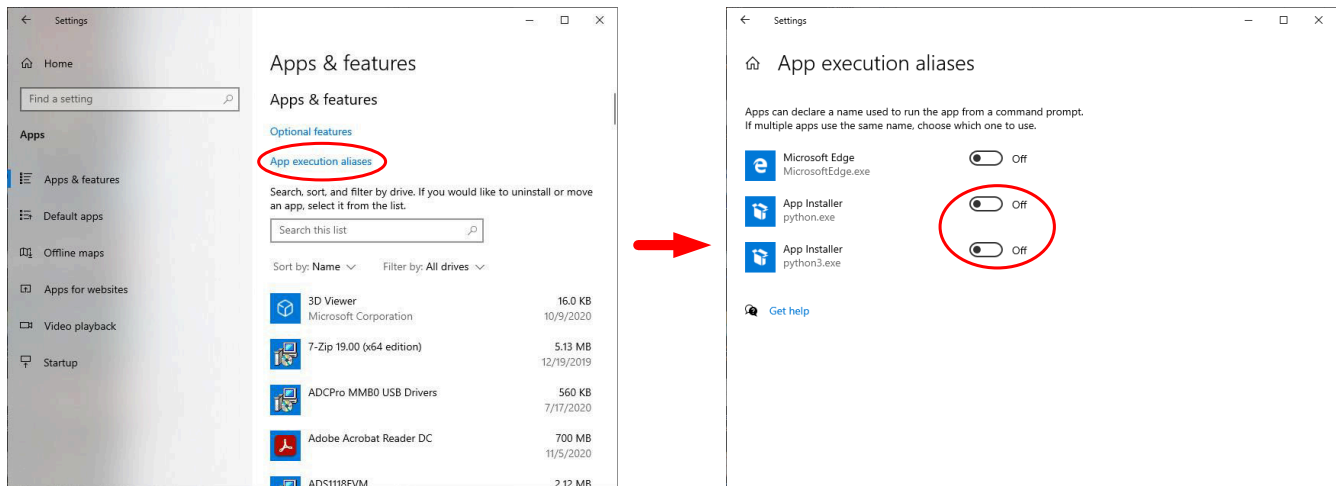 Settings
Home
Find a setting
Apps
Apps & features
Default apps
Offline maps
Apps for websites
Video playback
Startup
Apps & features
Apps & features
Optional features
App execution aliases
Search, sort, and filter by drive. If you would like to uninstall or move
an app, select it from the list.
Search this list
Sort by: Name Filter by: All drives
3D Viewer 16.0 KB
Microsoft Corporation 10/9/2020
7-Zip 19.00 (x64 edition) 5.13 MB
12/19/2019
ADCPro MMB0 USB Drivers 560 KB
7/17/2020
Adobe Acrobat Reader DC 700 MB
11/5/2020
ADS1118EVM 2.12 MB
Settings
App execution aliases
Apps can declare a name used to run the app from a command prompt.
If multiple apps use the same name, choose which one to use.
Microsoft Edge Off
MicrosoftEdge.exe
App Installer Off
python.exe
App Installer Off
python3.exe
Get help